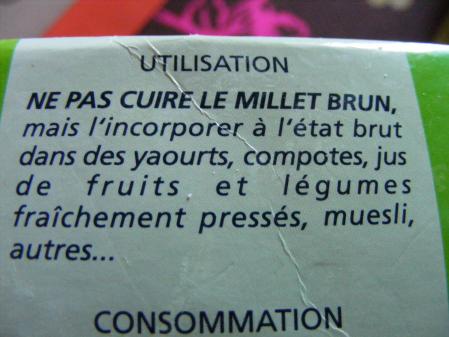 UTILISATION
NE PAS CUIRE LE MILLET BRUN,
mais l'incorporer à l'état brut
dans des yaourts, compotes, jus
de fruits et légumes
fraîchement pressés, muesli,
autres...
CONSOMMATION